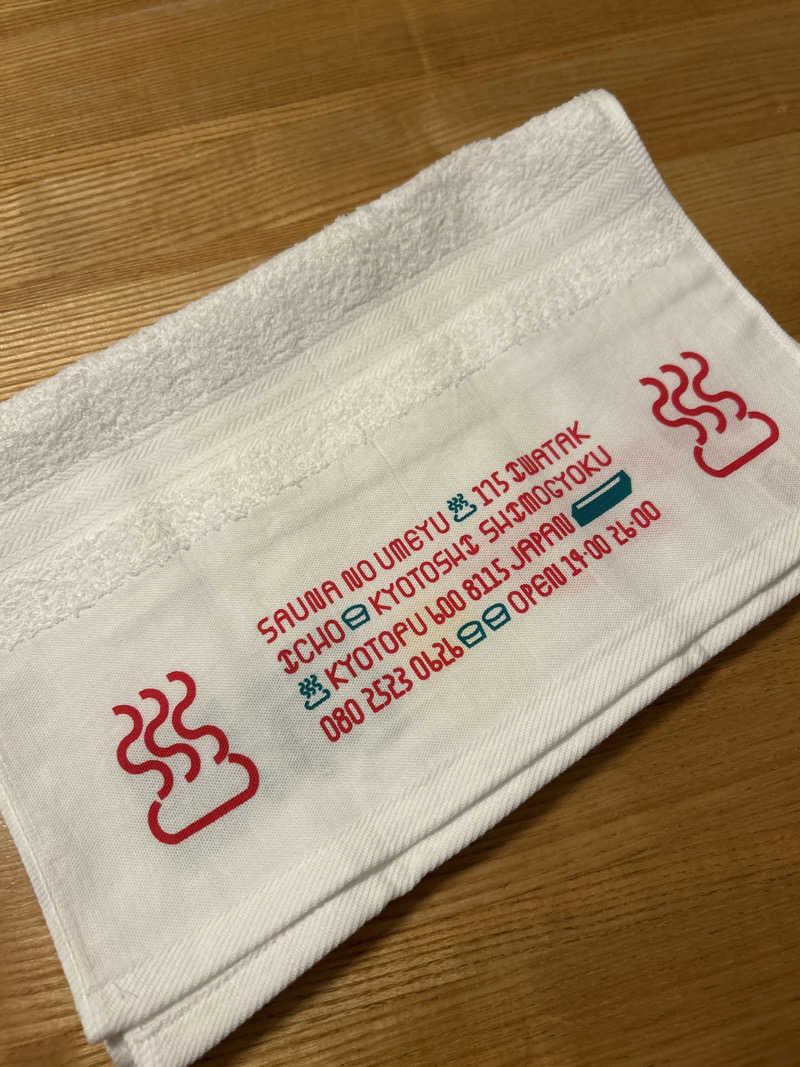 SAUNA NO UMEYU 175 IWATAK
ICHO KYOTOSHI SHIMOGYOKU
KYOTOFU 600 8115 JAPAN
080 2523 0626 OPEN 14-00 26-00